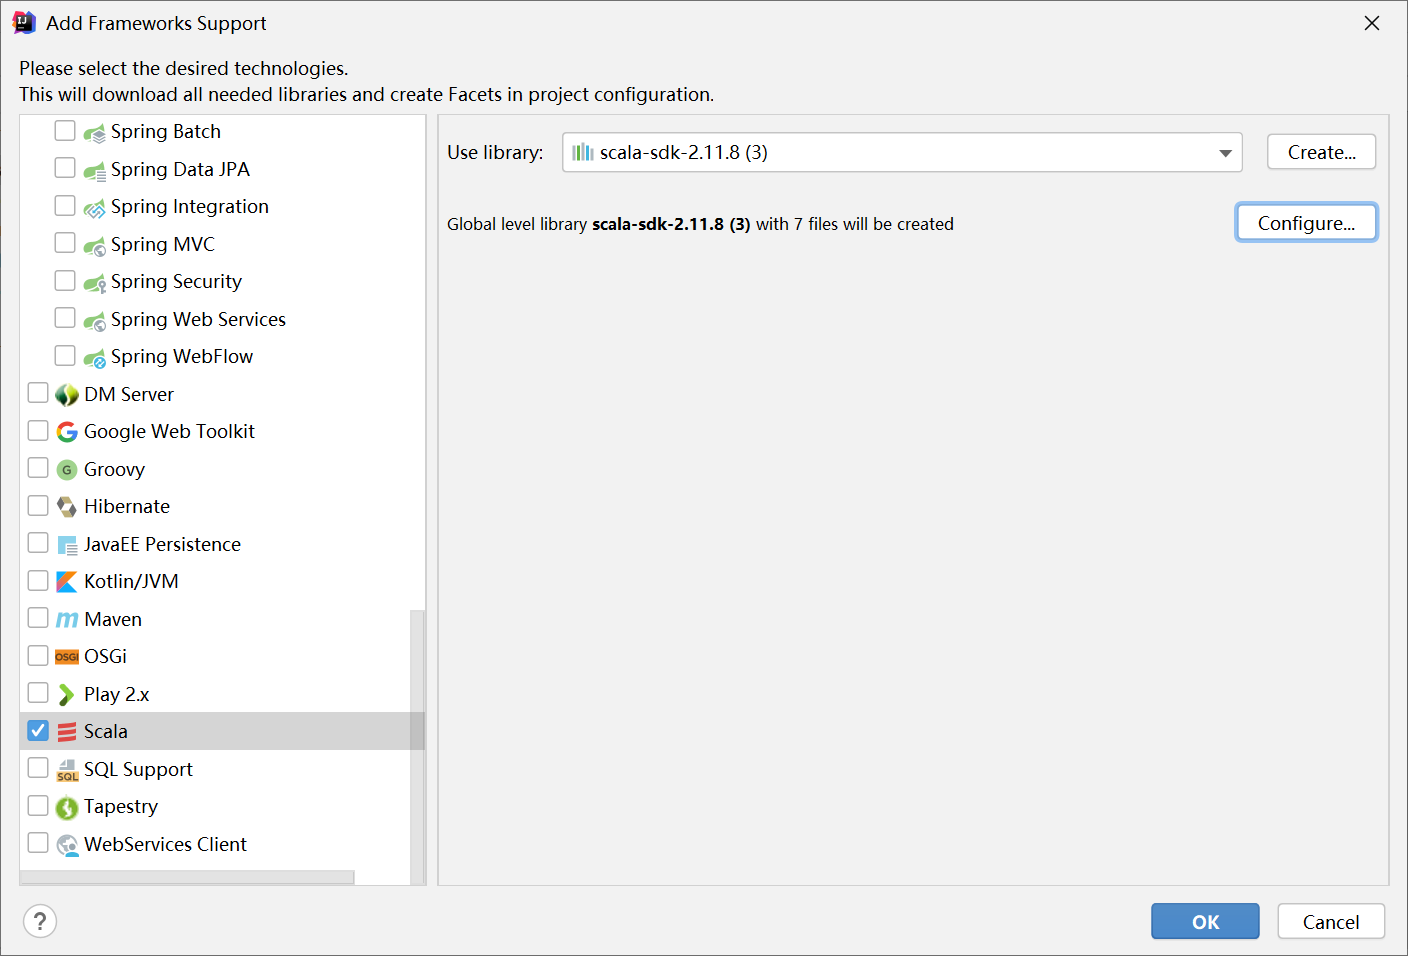 Add Frameworks Support
Please select the desired technologies.
This will download all needed libraries and create Facets in project configuration.
Spring Batch
Spring Data JPA
Spring Integration
Spring MVC
Spring Security
Spring Web Services
Spring WebFlow
DM Server
Google Web Toolkit
G Groovy
Hibernate
JavaEE Persistence
Kotlin/JVM
m Maven
OSGi OSGi
Play 2.x
Scala
SQL SQL Support
Tapestry
WebServices Client
Use library: scala-sdk-2.11.8 (3) Create...
Global level library scala-sdk-2.11.8 (3) with 7 files will be created Configure...
? OK Cancel